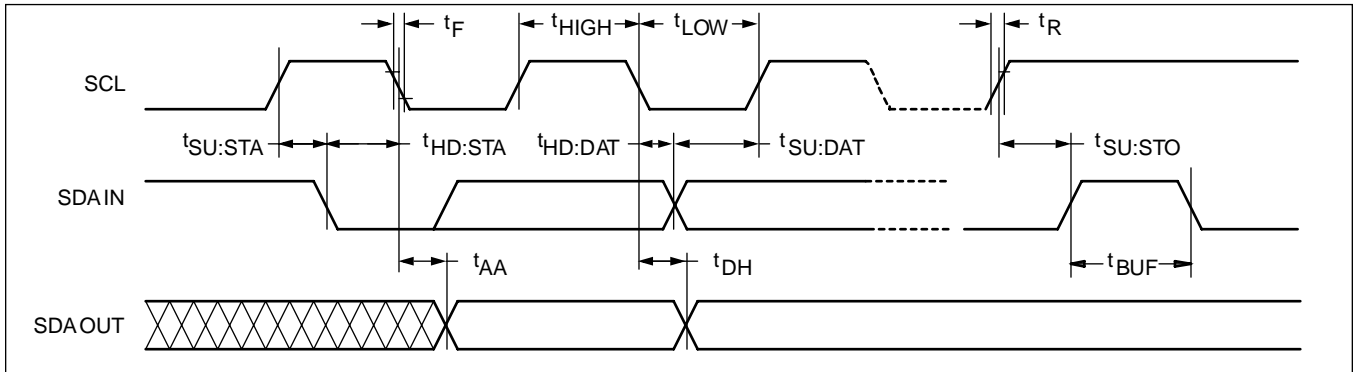 tF
tHIGH
tLOW
tR
SCL
tSU:STA
tHD:STA
tHD:DAT
tSU:DAT
tSU:STO
SDA IN
tAA
tDH
tBUF
SDA OUT